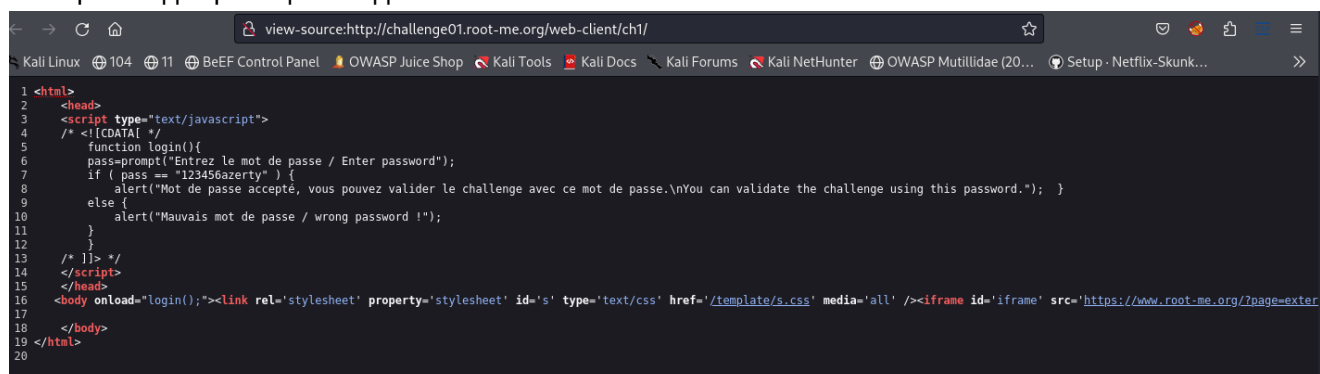 view-source:http://challenge01.root-me.org/web-client/ch1/
Kali Linux 104 11 BeEF Control Panel OWASP Juice Shop Kali Tools Kali Docs Kali Forums Kali NetHunter OWASP Mutillidae (20... Setup · Netflix-Skunk...
1 <html>
2 <head>
3 <script type="text/javascript">
4 /* <![CDATA[ */
5 function login(){
6 pass=prompt("Entrez le mot de passe / Enter password");
7 if ( pass == "123456azerty" ) {
8 alert("Mot de passe accepté, vous pouvez valider le challenge avec ce mot de passe.\nYou can validate the challenge using this password."); }
9 else {
10 alert("Mauvais mot de passe / wrong password !");
11 }
12 }
13 /* ]]> */
14 </script>
15 </head>
16 <body onload="login();"><link rel='stylesheet' property='stylesheet' id='s' type='text/css' href='/template/s.css' media='all' /><iframe id='iframe' src='https://www.root-me.org/?page=exter
17
18 </body>
19 </html>
20